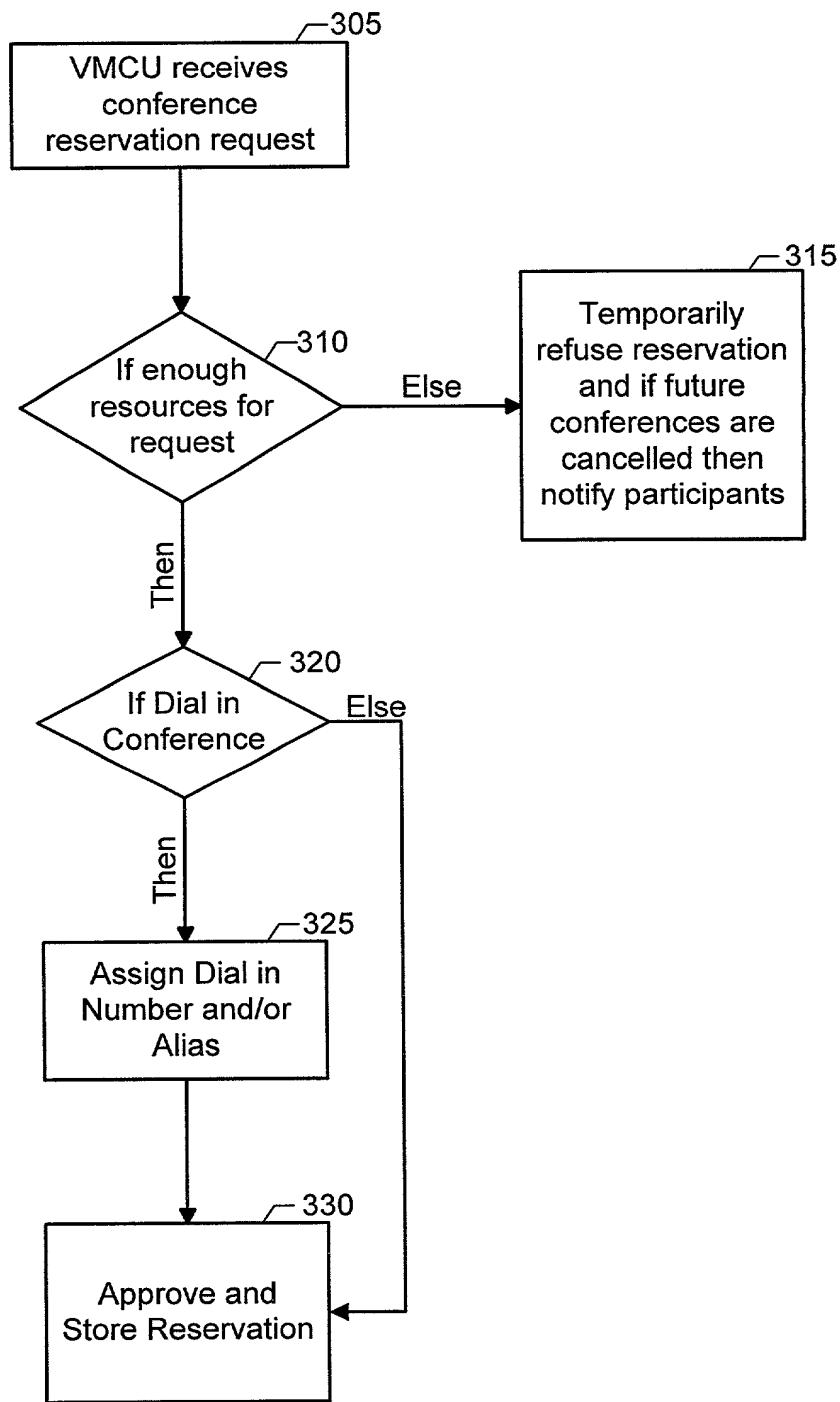 305
VMCU receives
conference
reservation request
310
If enough
resources for
request
Else
315
Temporarily
refuse reservation
and if future
conferences are
cancelled then
notify participants
Then
320
If Dial in
Conference
Else
Then
325
Assign Dial in
Number and/or
Alias
330
Approve and
Store Reservation